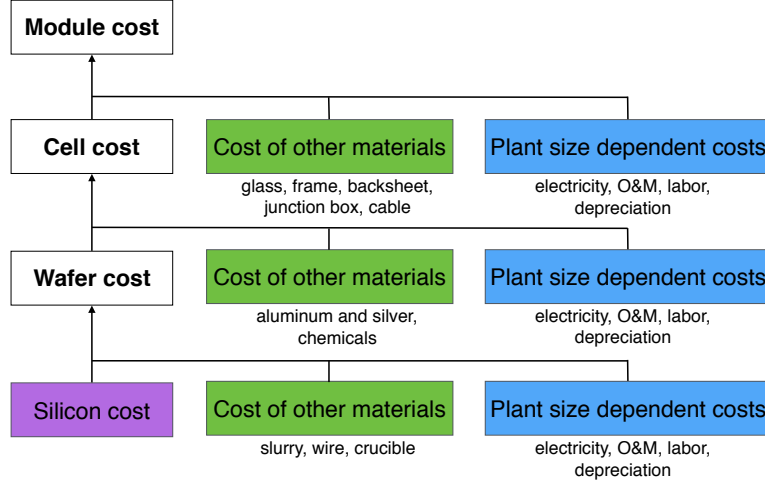 Module cost
Cell cost
Cost of other materials
Plant size dependent costs
glass, frame, backsheet,
junction box, cable
electricity, O&M, labor,
depreciation
Wafer cost
Cost of other materials
Plant size dependent costs
aluminum and silver,
chemicals
electricity, O&M, labor,
depreciation
Silicon cost
Cost of other materials
Plant size dependent costs
slurry, wire, crucible
electricity, O&M, labor,
depreciation